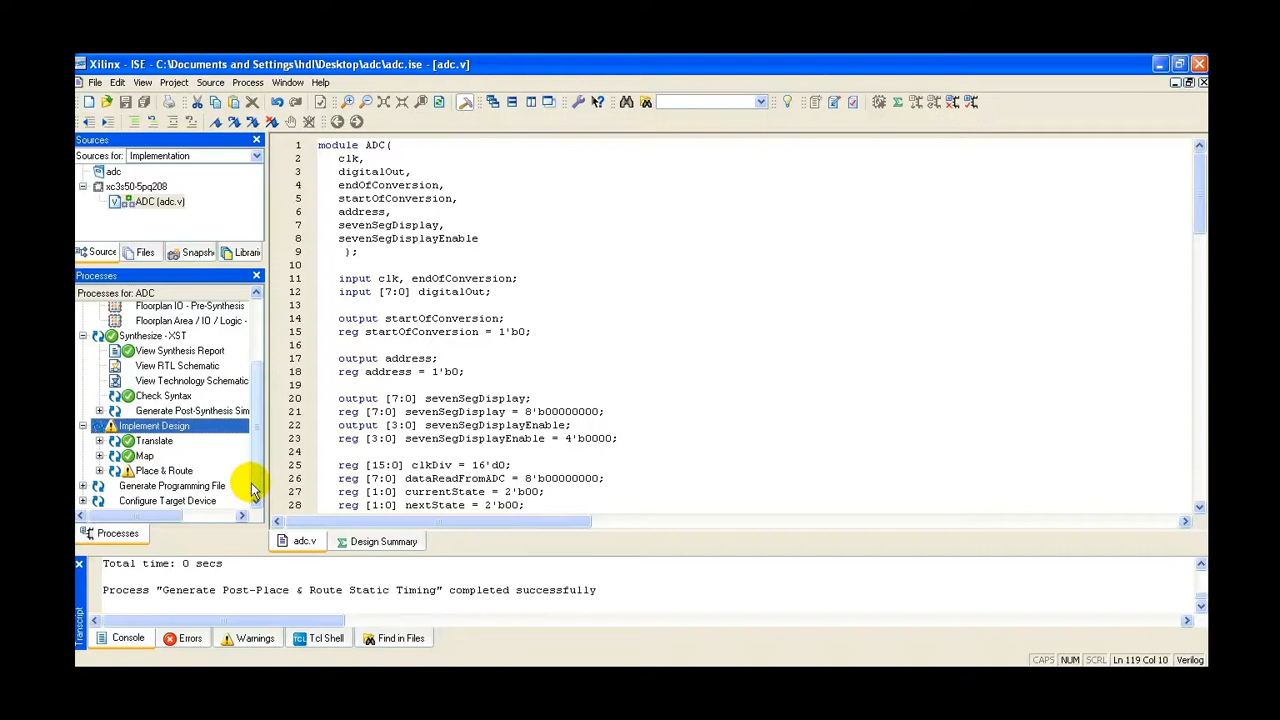 Xilinx - ISE - C:\Documents and Settings\hdl\Desktop\adc\adc.ise - [adc.v]
File Edit View Project Source Process Window Help
Sources
Sources for: Implementation
adc
xc3s50-5pq208
ADC (adc.v)
Source Files Snapsh Librari
Processes
Processes for: ADC
Floorplan IO - Pre-Synthesis
Floorplan Area / IO / Logic -
Synthesize - XST
View Synthesis Report
View RTL Schematic
View Technology Schematic
Check Syntax
Generate Post-Synthesis Sim
Implement Design
Translate
Map
Place & Route
Generate Programming File
Configure Target Device
Processes
1 module ADC(
2 clk,
3 digitalOut,
4 endOfConversion,
5 startOfConversion,
6 address,
7 sevenSegDisplay,
8 sevenSegDisplayEnable
9 );
10
11 input clk, endOfConversion;
12 input [7:0] digitalOut;
13
14 output startOfConversion;
15 reg startOfConversion = 1'b0;
16
17 output address;
18 reg address = 1'b0;
19
20 output [7:0] sevenSegDisplay;
21 reg [7:0] sevenSegDisplay = 8'b00000000;
22 output [3:0] sevenSegDisplayEnable;
23 reg [3:0] sevenSegDisplayEnable = 4'b0000;
24
25 reg [15:0] clkDiv = 16'd0;
26 reg [7:0] dataReadFromADC = 8'b00000000;
27 reg [1:0] currentState = 2'b00;
28 reg [1:0] nextState = 2'b00;
adc.v Design Summary
Total time: 0 secs
Process "Generate Post-Place & Route Static Timing" completed successfully
Transcript
Console Errors Warnings TCL Tcl Shell Find in Files
CAPS NUM SCRL Ln 119 Col 10 Verilog